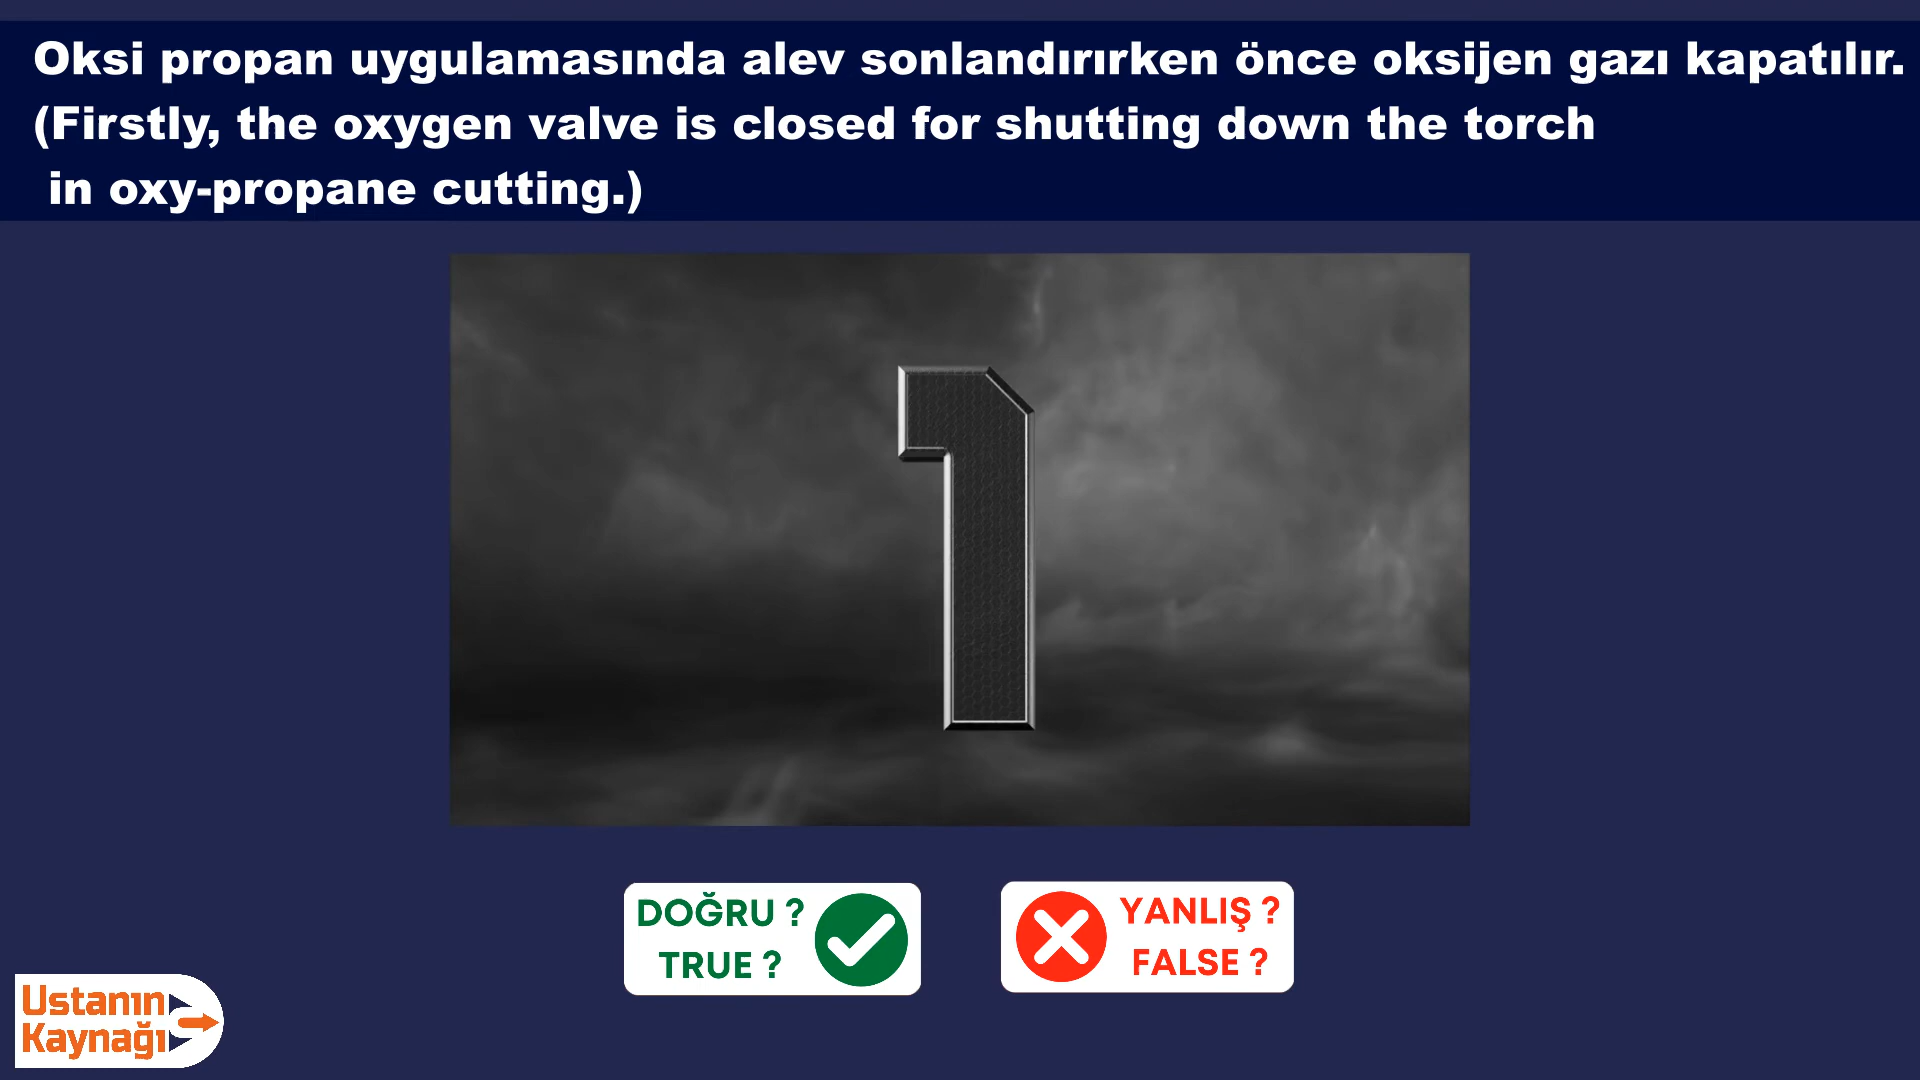 Oksi propan uygulamasında alev sonlandırırken önce oksijen gazı kapatılır.
(Firstly, the oxygen valve is closed for shutting down the torch
in oxy-propane cutting.)
1
DOĞRU ?
TRUE ?
YANLIŞ ?
FALSE ?
Ustanın
Kaynağı